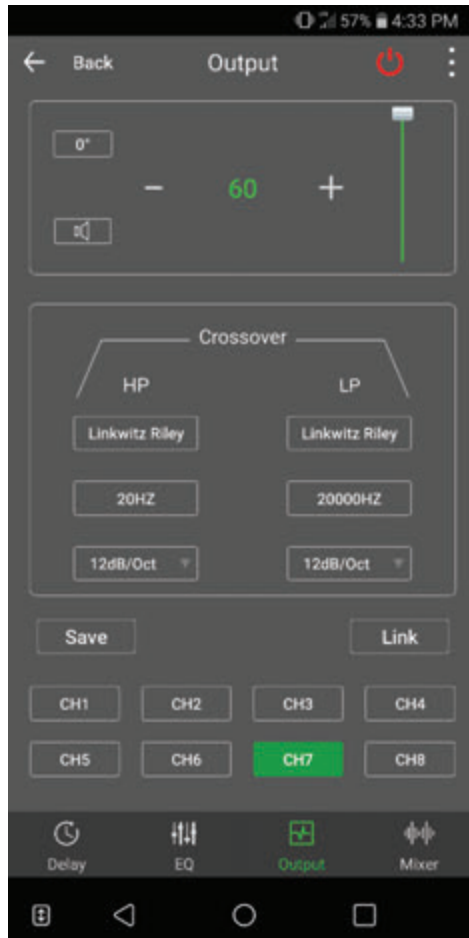 57% 4:33 PM
Back Output
0°
− 60 +
Crossover
HP LP
Linkwitz Riley Linkwitz Riley
20HZ 20000HZ
12dB/Oct 12dB/Oct
Save Link
CH1 CH2 CH3 CH4
CH5 CH6 CH7 CH8
Delay EQ Output Mixer